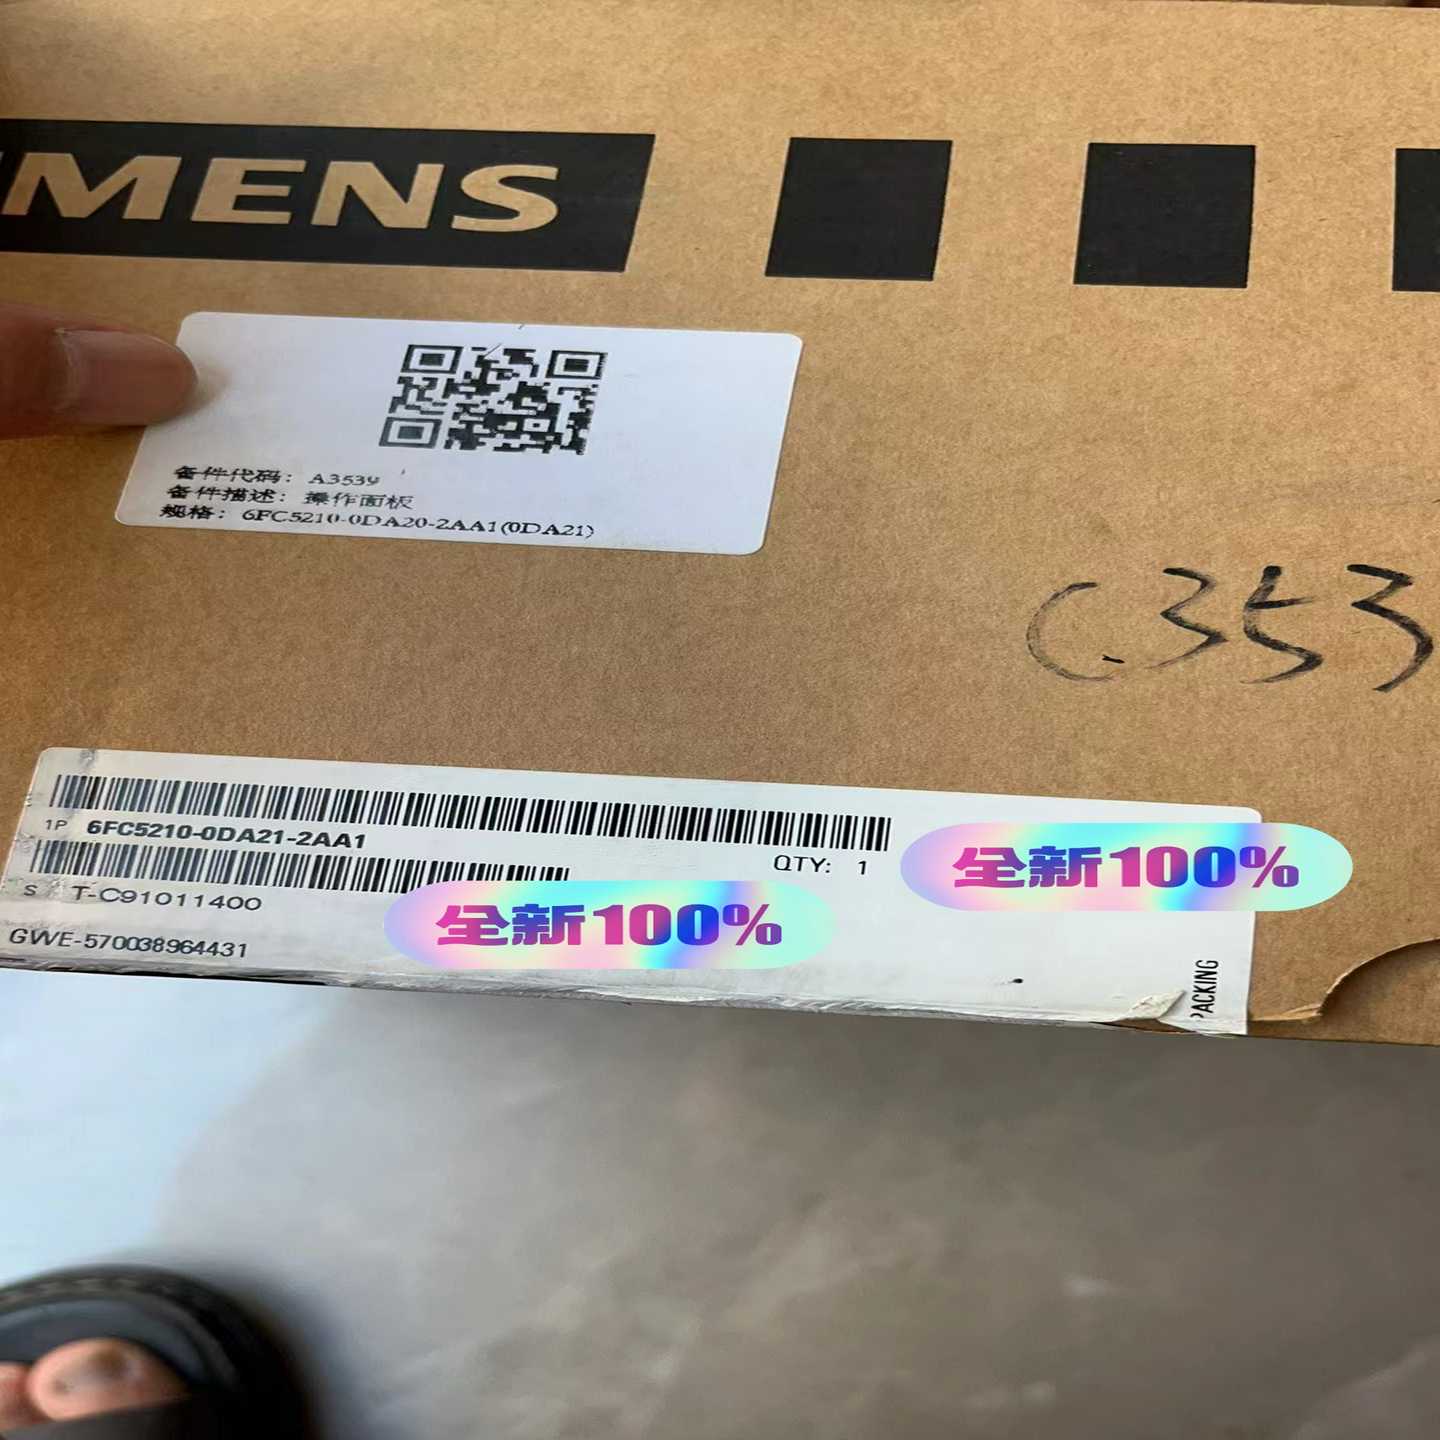 MENS
备件代码：A3539
备件描述：操作面板
规格：6FC5210-0DA20-2AA1(0DA21)
C.353
1P 6FC5210-0DA21-2AA1
QTY: 1
全新100%
S T-C91011400
全新100%
GWE-570038964431
PACKING